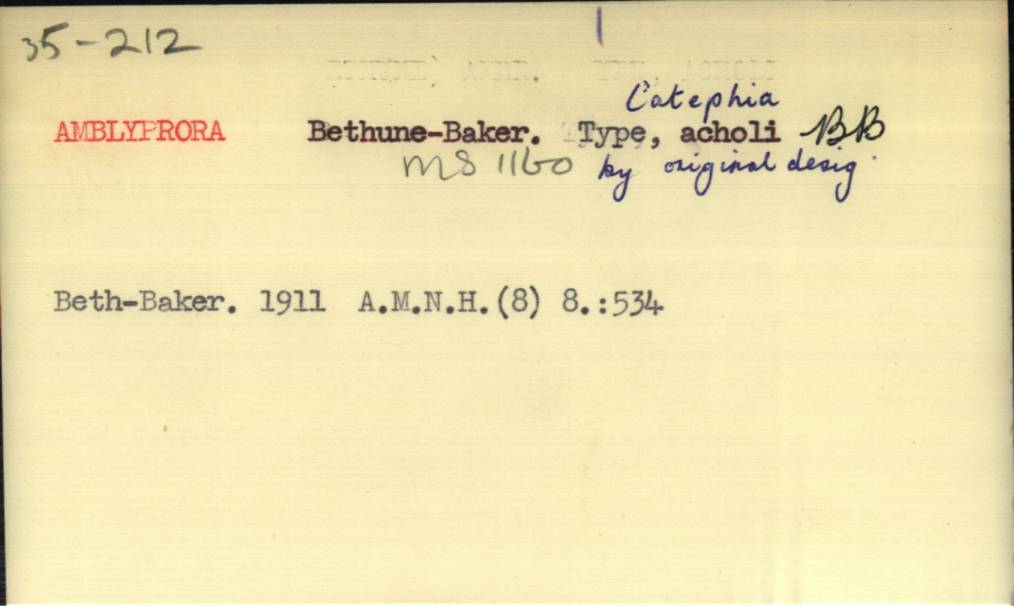 35-212
Catephia
AMBLYPRORA Bethune-Baker. Type, acholi BB
MS 1160 by original desig.
Beth-Baker. 1911 A.M.N.H.(8) 8.:534